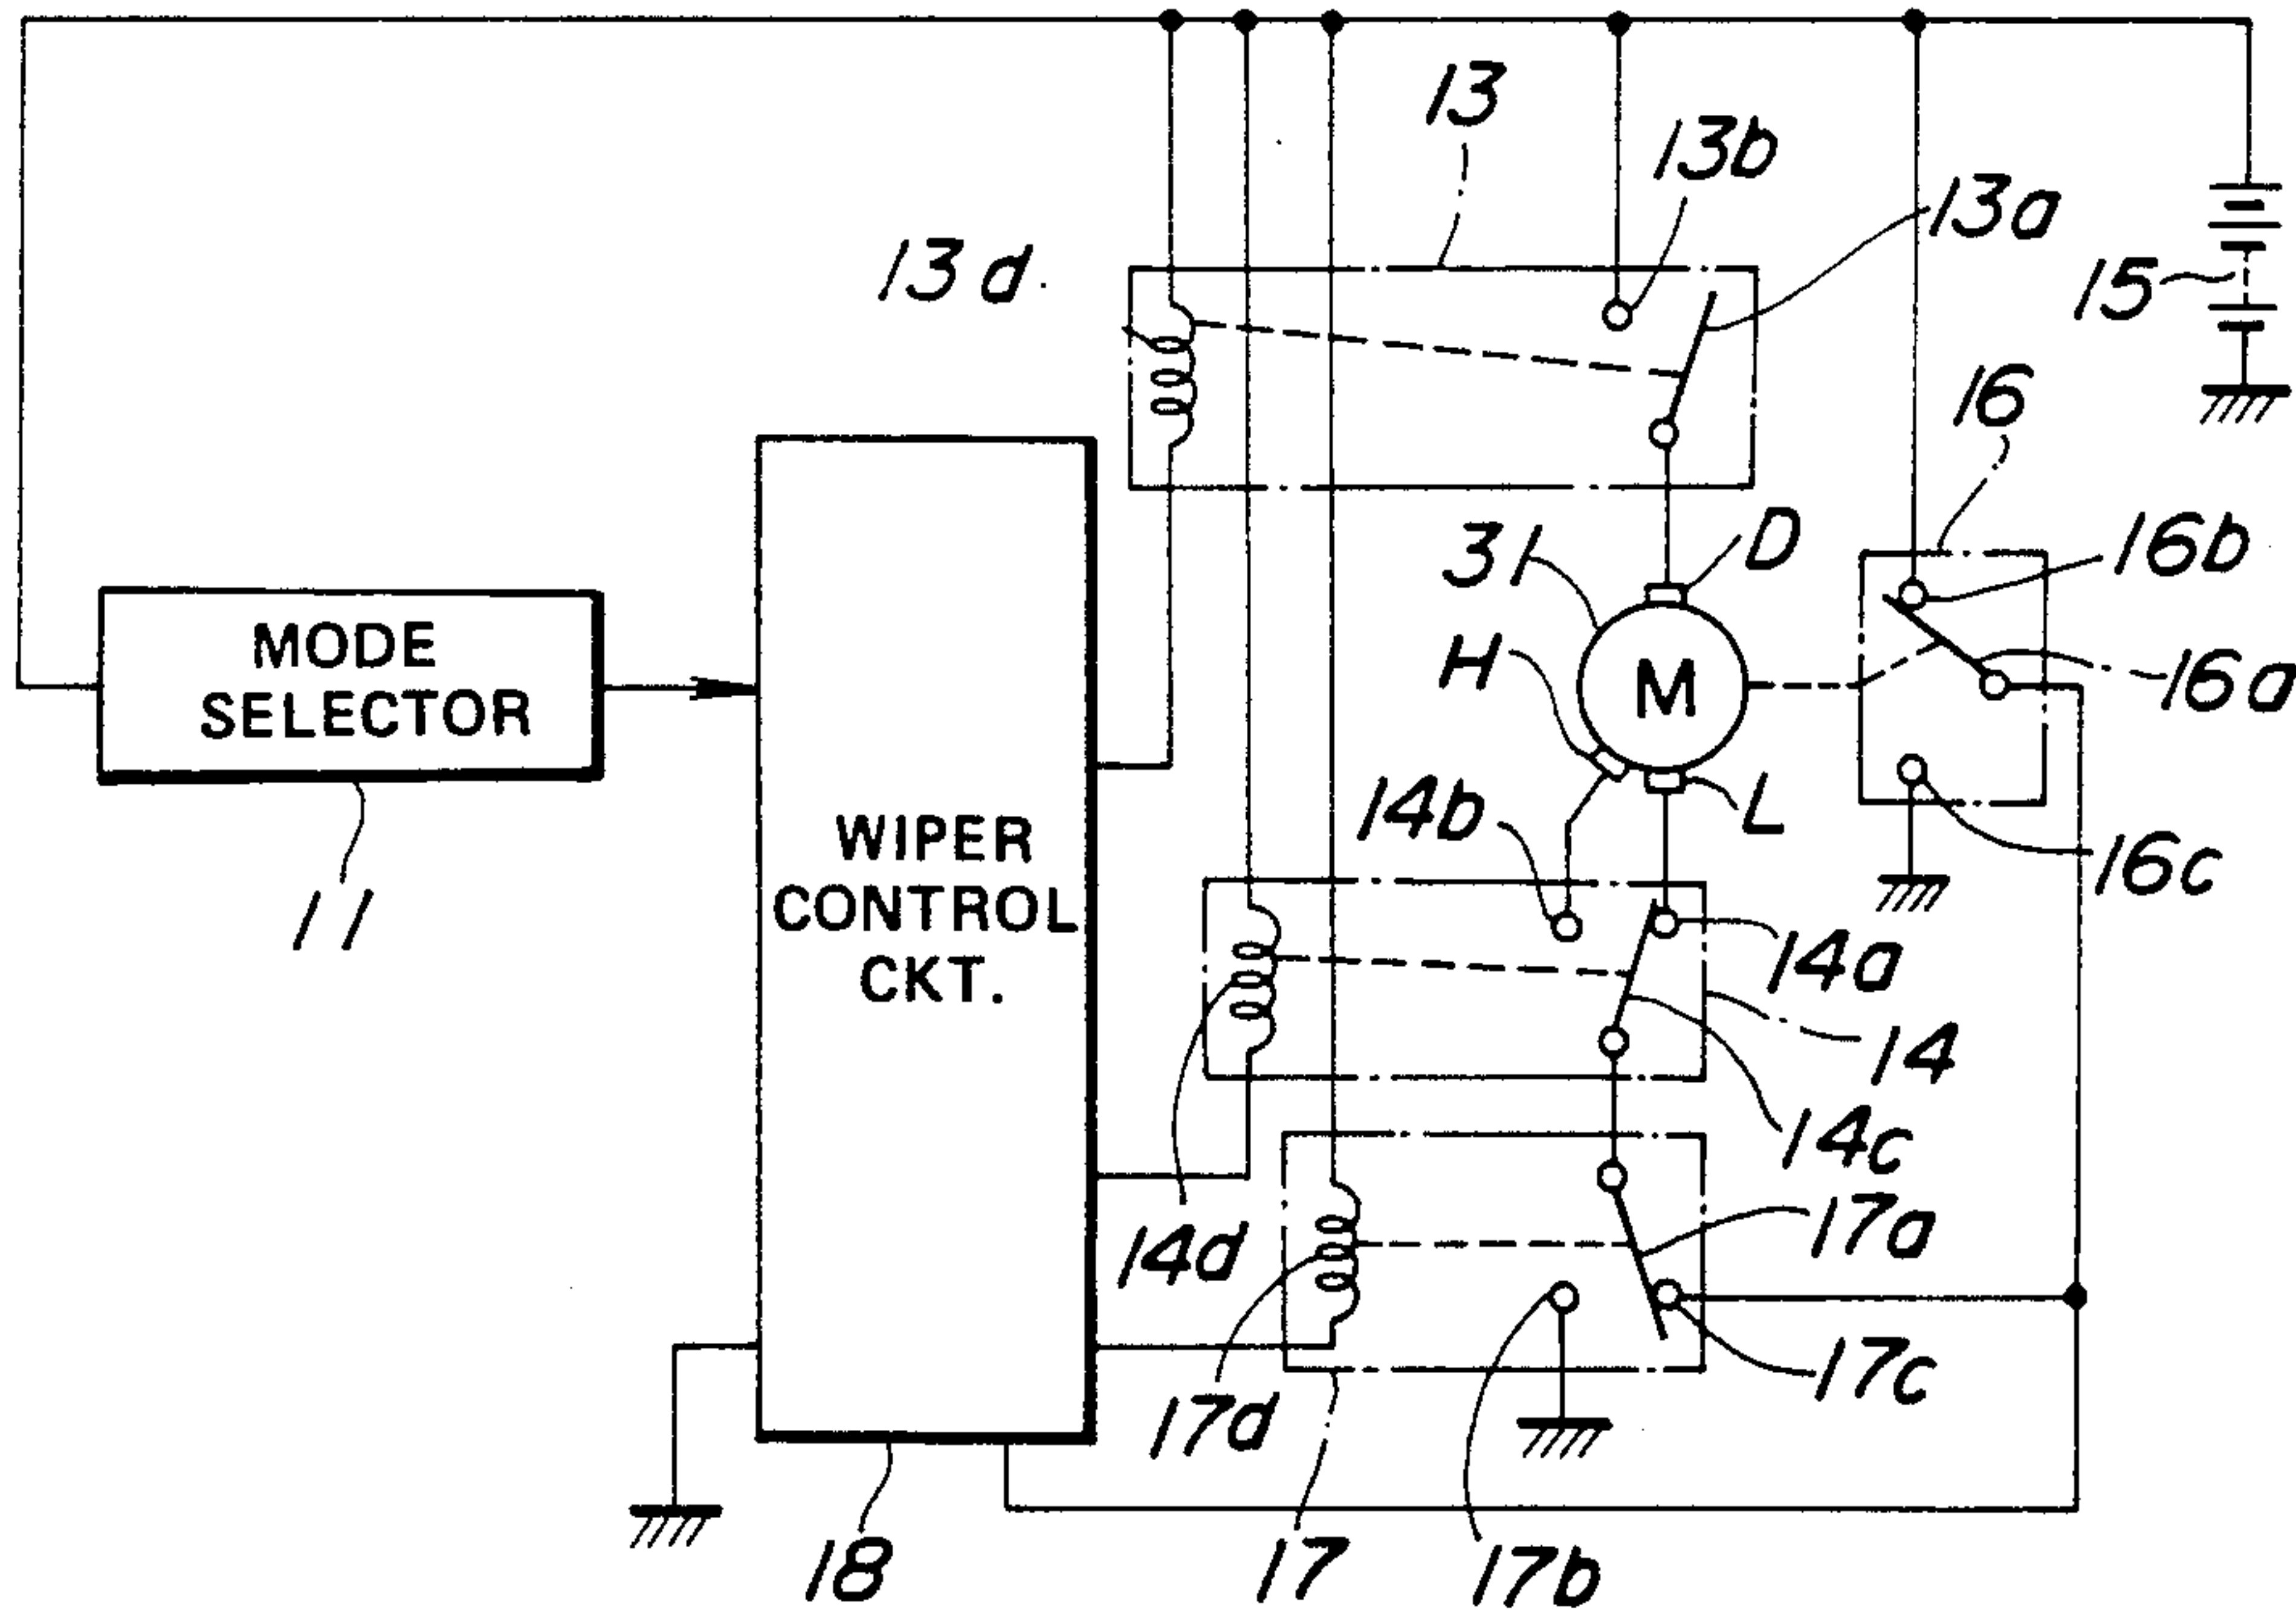 13
13b
13a
13d.
15
16
31
D
16b
H
M
16a
MODE
SELECTOR
14b
L
16c
11
WIPER
CONTROL
CKT.
14a
14
14c
14d
17a
17c
17d
18
17
17b